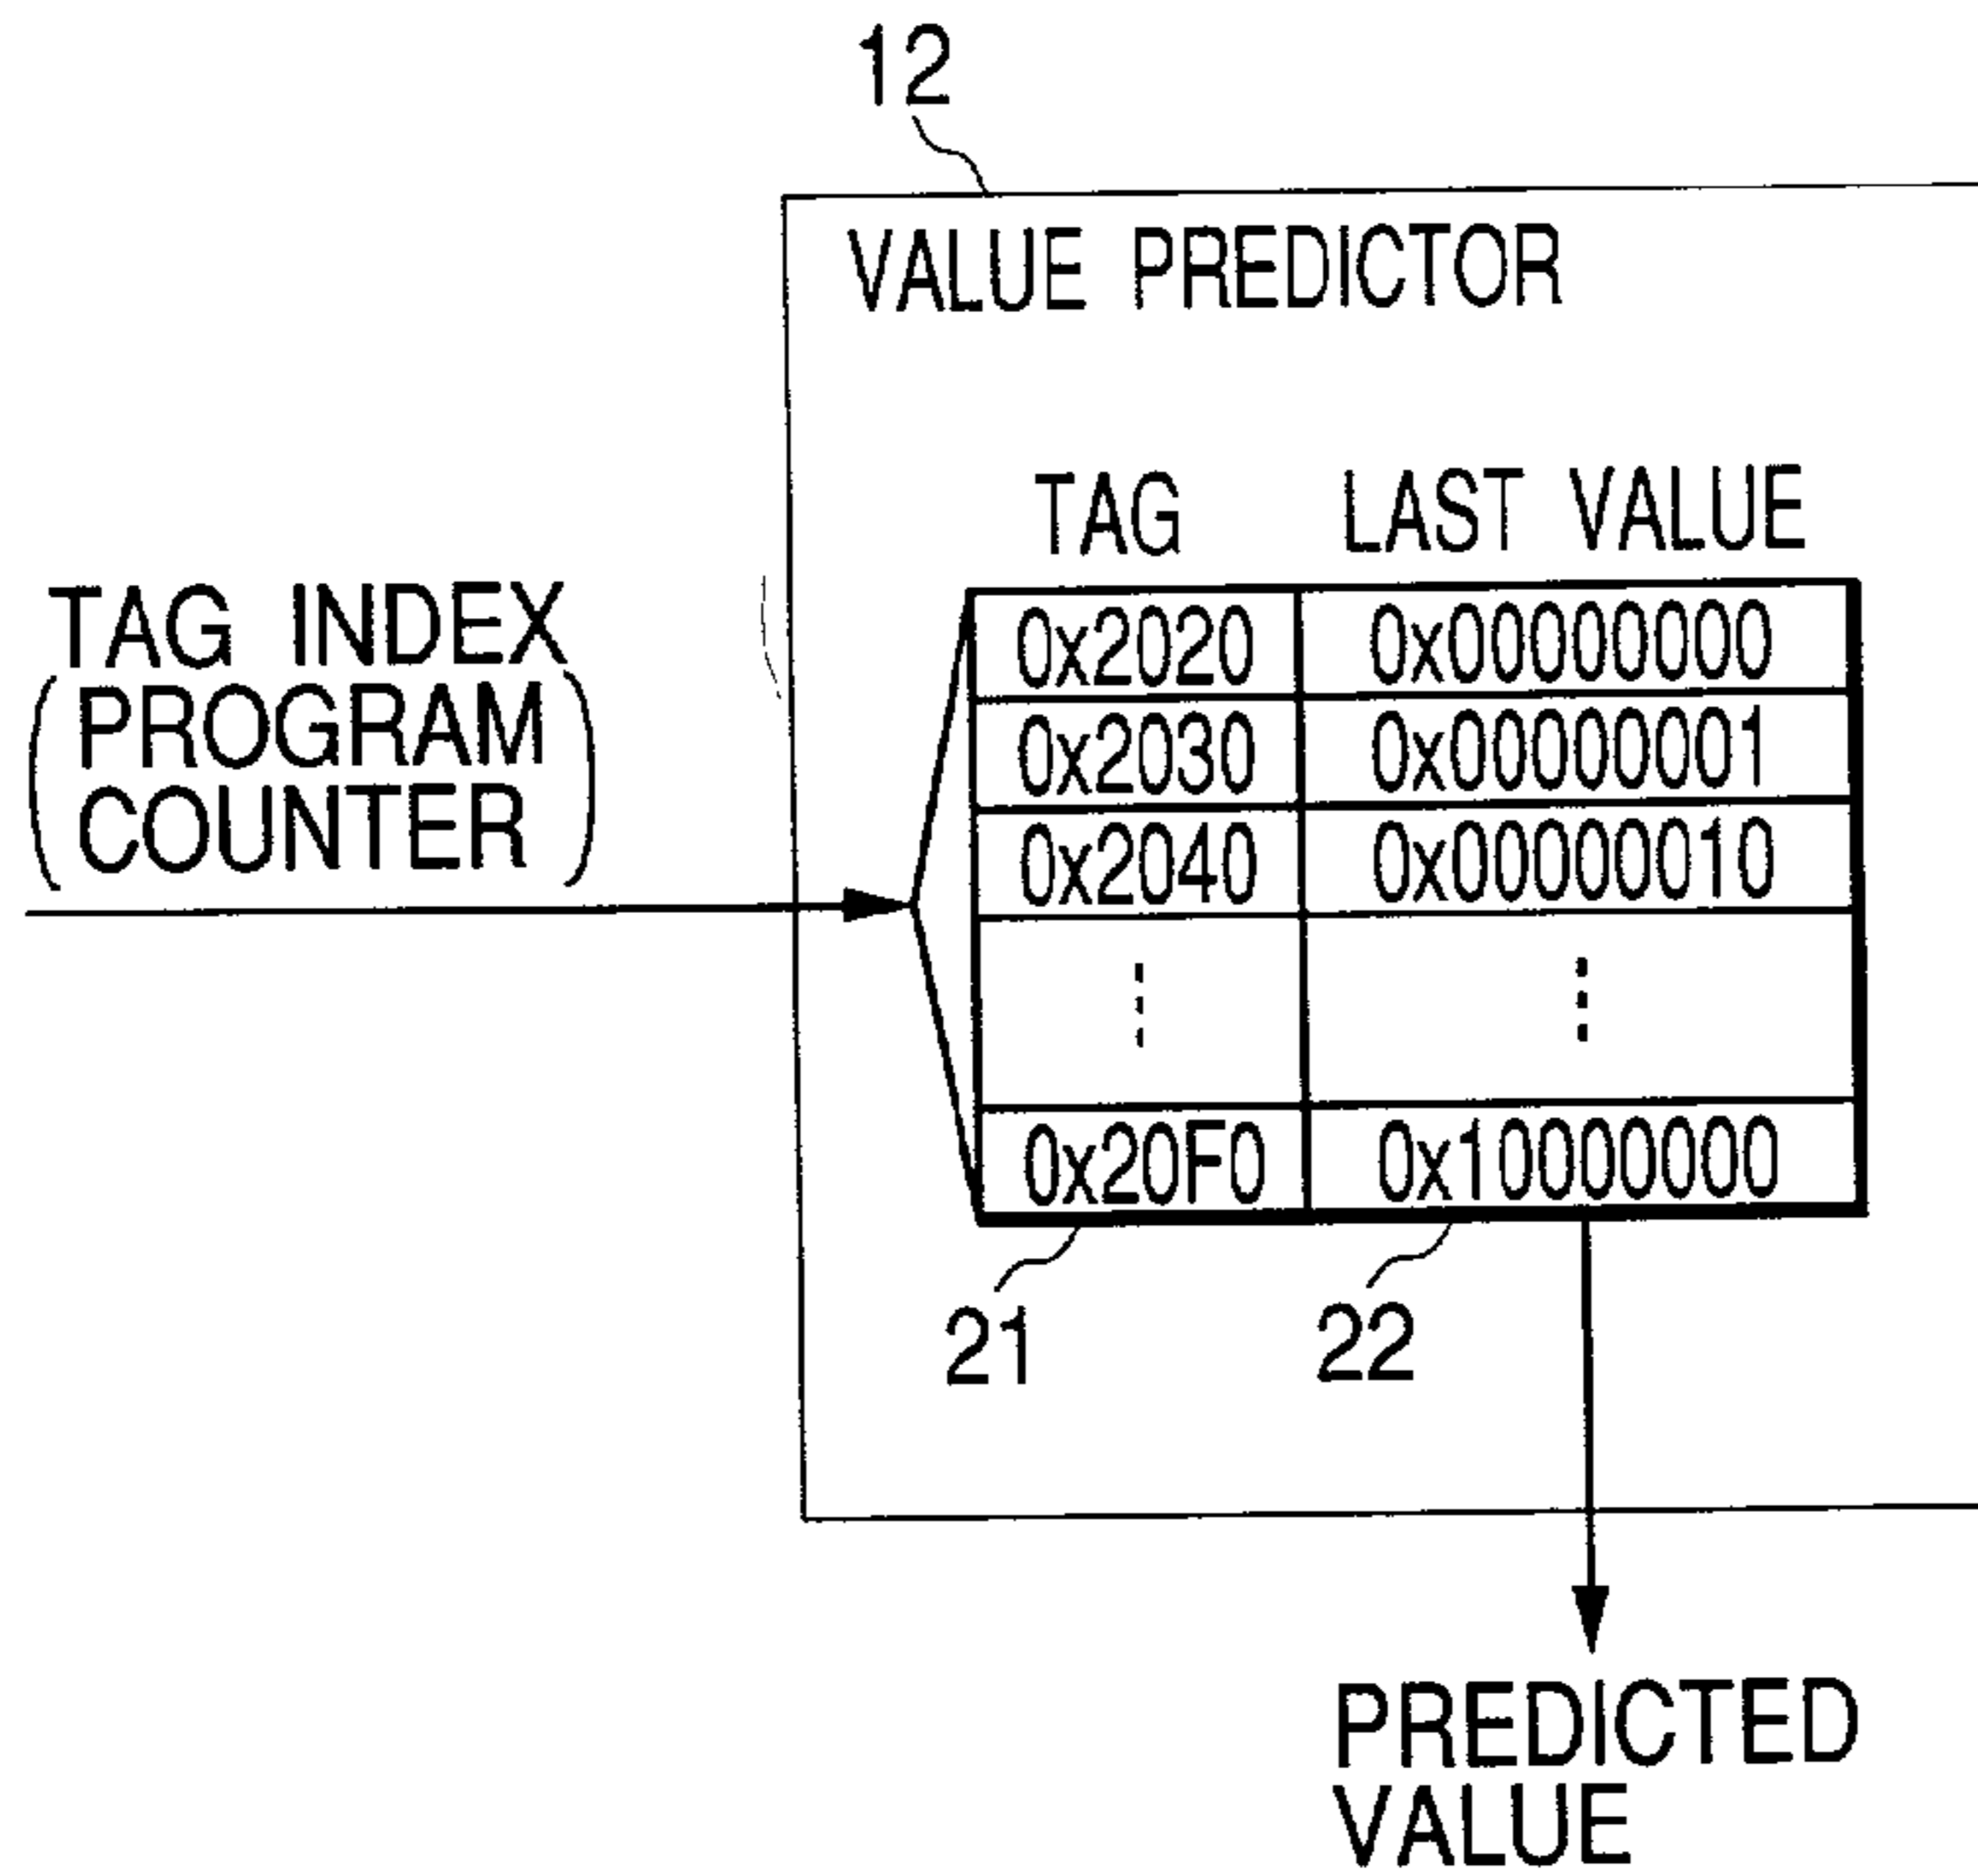 12
VALUE PREDICTOR
TAG LAST VALUE
TAG INDEX
(PROGRAM
COUNTER)
0x2020 0x00000000
0x2030 0x00000001
0x2040 0x00000010
0x20F0 0x10000000
21 22
PREDICTED
VALUE